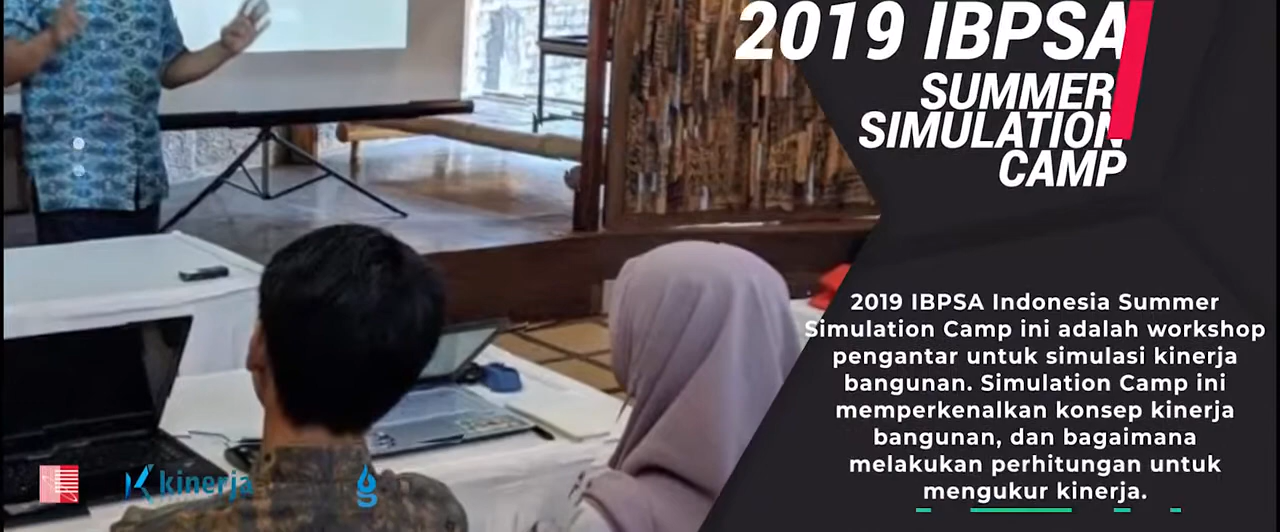 2019 IBPSA
SUMMER
SIMULATION
CAMP
2019 IBPSA Indonesia Summer
Simulation Camp ini adalah workshop
pengantar untuk simulasi kinerja
bangunan. Simulation Camp ini
memperkenalkan konsep kinerja
bangunan, dan bagaimana
melakukan perhitungan untuk
mengukur kinerja.
kinerja